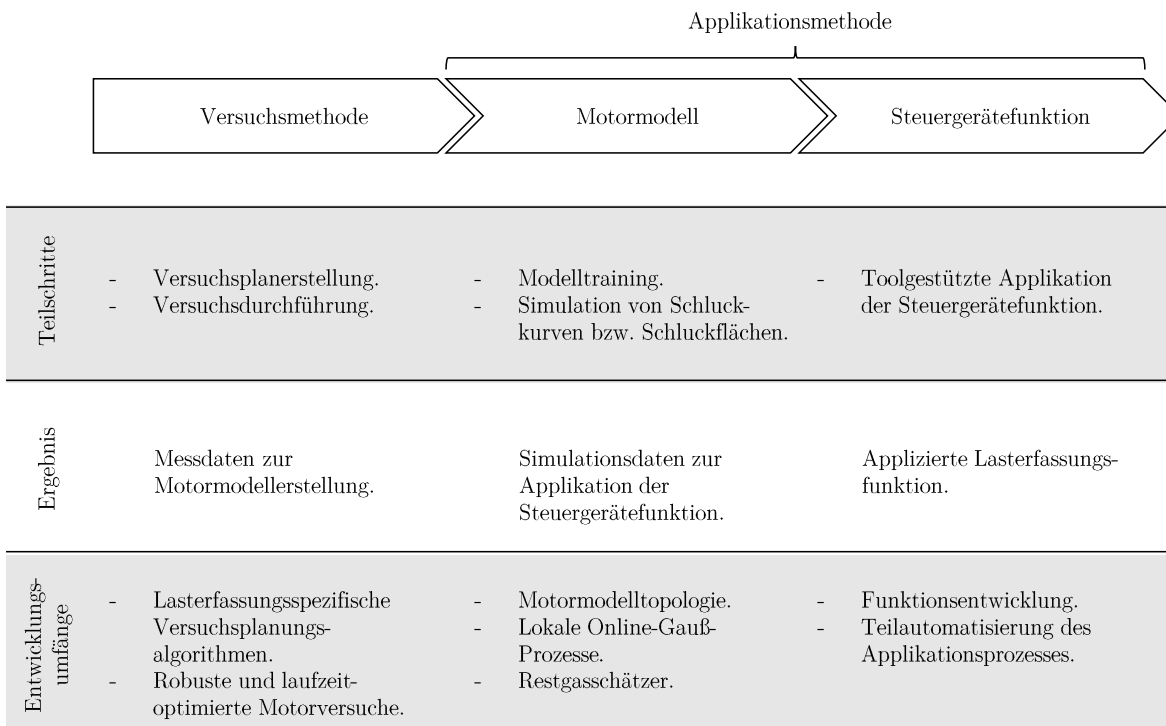 Applikationsmethode
Versuchsmethode
Motormodell
Steuergerätefunktion
Teilschritte
- Versuchsplanerstellung.
- Versuchsdurchführung.
- Modelltraining.
- Simulation von Schluck-
kurven bzw. Schluckflächen.
- Toolgestützte Applikation
der Steuergerätefunktion.
Ergebnis
Messdaten zur
Motormodellerstellung.
Simulationsdaten zur
Applikation der
Steuergerätefunktion.
Applizierte Lasterfassungs-
funktion.
Entwicklungs-
umfänge
- Lasterfassungsspezifische
Versuchsplanungs-
algorithmen.
- Robuste und laufzeit-
optimierte Motorversuche.
- Motormodelltopologie.
- Lokale Online-Gauß-
Prozesse.
- Restgasschätzer.
- Funktionsentwicklung.
- Teilautomatisierung des
Applikationsprozesses.